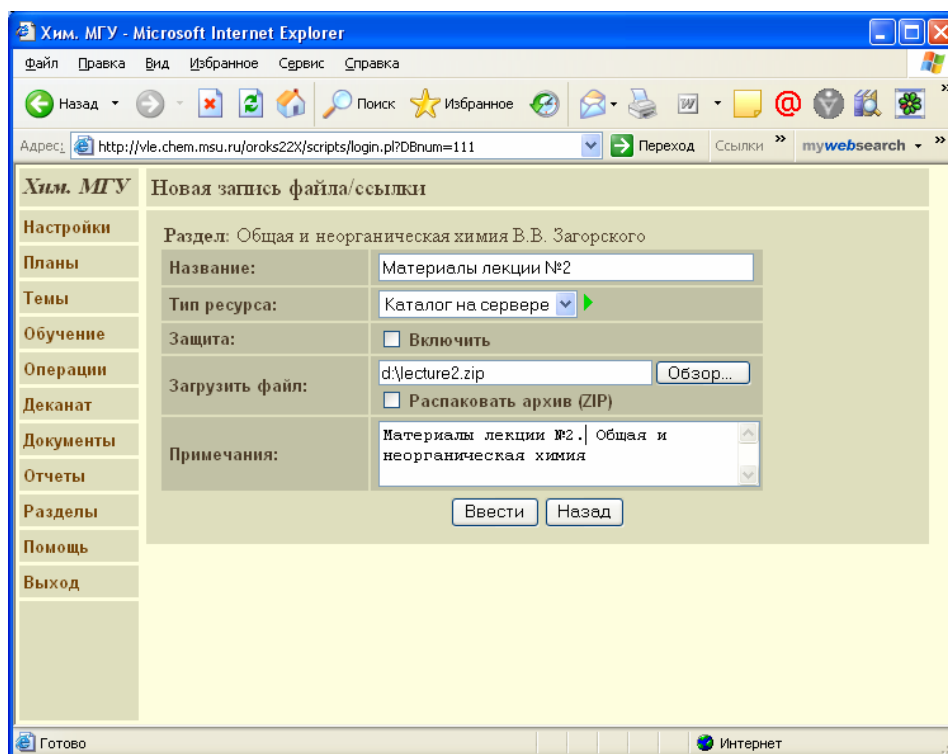 Хим. МГУ - Microsoft Internet Explorer
Файл Правка Вид Избранное Сервис Справка
Назад Поиск Избранное
Адрес: http://vle.chem.msu.ru/oroks22X/scripts/login.pl?DBnum=111 Переход Ссылки » mywebsearch »
Хим. МГУ Новая запись файла/ссылки
Настройки
Планы
Темы
Обучение
Операции
Деканат
Документы
Отчеты
Разделы
Помощь
Выход
Раздел: Общая и неорганическая химия В.В. Загорского
Название: Материалы лекции №2
Тип ресурса: Каталог на сервере
Защита: Включить
Загрузить файл: d:\lecture2.zip Обзор...
Распаковать архив (ZIP)
Примечания: Материалы лекции №2. Общая и
неорганическая химия
Ввести Назад
Готово Интернет